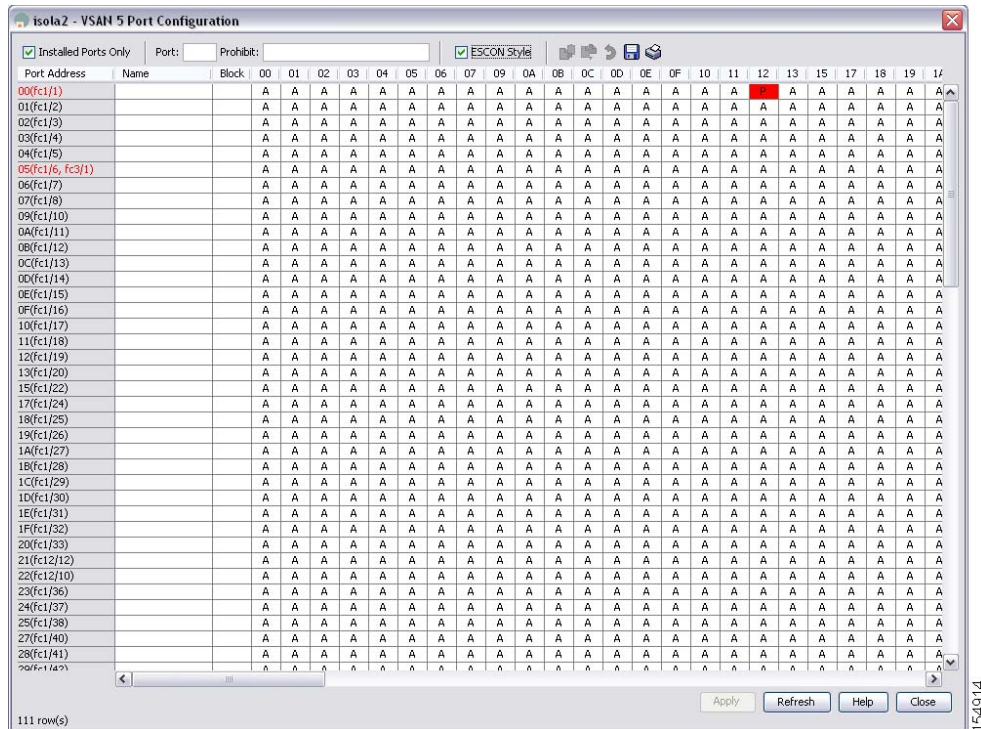 isola2 - VSAN 5 Port Configuration
Installed Ports Only Port: Prohibit: ESCON Style
Port Address Name Block 00 01 02 03 04 05 06 07 09 0A 0B 0C 0D 0E 0F 10 11 12 13 15 17 18 19 1A
00(fc1/1) A A A A A A A A A A A A A A A A A P A A A A A A
01(fc1/2) A A A A A A A A A A A A A A A A A A A A A A A A
02(fc1/3) A A A A A A A A A A A A A A A A A A A A A A A A
03(fc1/4) A A A A A A A A A A A A A A A A A A A A A A A A
04(fc1/5) A A A A A A A A A A A A A A A A A A A A A A A A
05(fc1/6, fc3/1) A A A A A A A A A A A A A A A A A A A A A A A A
06(fc1/7) A A A A A A A A A A A A A A A A A A A A A A A A
07(fc1/8) A A A A A A A A A A A A A A A A A A A A A A A A
09(fc1/10) A A A A A A A A A A A A A A A A A A A A A A A A
0A(fc1/11) A A A A A A A A A A A A A A A A A A A A A A A A
0B(fc1/12) A A A A A A A A A A A A A A A A A A A A A A A A
0C(fc1/13) A A A A A A A A A A A A A A A A A A A A A A A A
0D(fc1/14) A A A A A A A A A A A A A A A A A A A A A A A A
0E(fc1/15) A A A A A A A A A A A A A A A A A A A A A A A A
0F(fc1/16) A A A A A A A A A A A A A A A A A A A A A A A A
10(fc1/17) A A A A A A A A A A A A A A A A A A A A A A A A
11(fc1/18) A A A A A A A A A A A A A A A A A A A A A A A A
12(fc1/19) A A A A A A A A A A A A A A A A A A A A A A A A
13(fc1/20) A A A A A A A A A A A A A A A A A A A A A A A A
15(fc1/22) A A A A A A A A A A A A A A A A A A A A A A A A
17(fc1/24) A A A A A A A A A A A A A A A A A A A A A A A A
18(fc1/25) A A A A A A A A A A A A A A A A A A A A A A A A
19(fc1/26) A A A A A A A A A A A A A A A A A A A A A A A A
1A(fc1/27) A A A A A A A A A A A A A A A A A A A A A A A A
1B(fc1/28) A A A A A A A A A A A A A A A A A A A A A A A A
1C(fc1/29) A A A A A A A A A A A A A A A A A A A A A A A A
1D(fc1/30) A A A A A A A A A A A A A A A A A A A A A A A A
1E(fc1/31) A A A A A A A A A A A A A A A A A A A A A A A A
1F(fc1/32) A A A A A A A A A A A A A A A A A A A A A A A A
20(fc1/33) A A A A A A A A A A A A A A A A A A A A A A A A
21(fc12/12) A A A A A A A A A A A A A A A A A A A A A A A A
22(fc12/10) A A A A A A A A A A A A A A A A A A A A A A A A
23(fc1/36) A A A A A A A A A A A A A A A A A A A A A A A A
24(fc1/37) A A A A A A A A A A A A A A A A A A A A A A A A
25(fc1/38) A A A A A A A A A A A A A A A A A A A A A A A A
27(fc1/40) A A A A A A A A A A A A A A A A A A A A A A A A
28(fc1/41) A A A A A A A A A A A A A A A A A A A A A A A A
29(fc1/42) A A A A A A A A A A A A A A A A A A A A A A A A
Apply Refresh Help Close
111 row(s)
154914